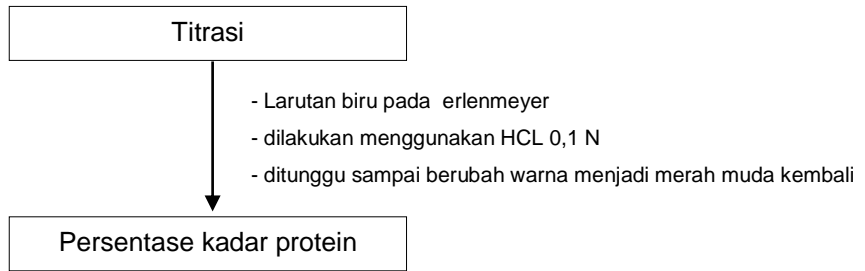 Titrasi
- Larutan biru pada erlenmeyer
- dilakukan menggunakan HCL 0,1 N
- ditunggu sampai berubah warna menjadi merah muda kembali
Persentase kadar protein